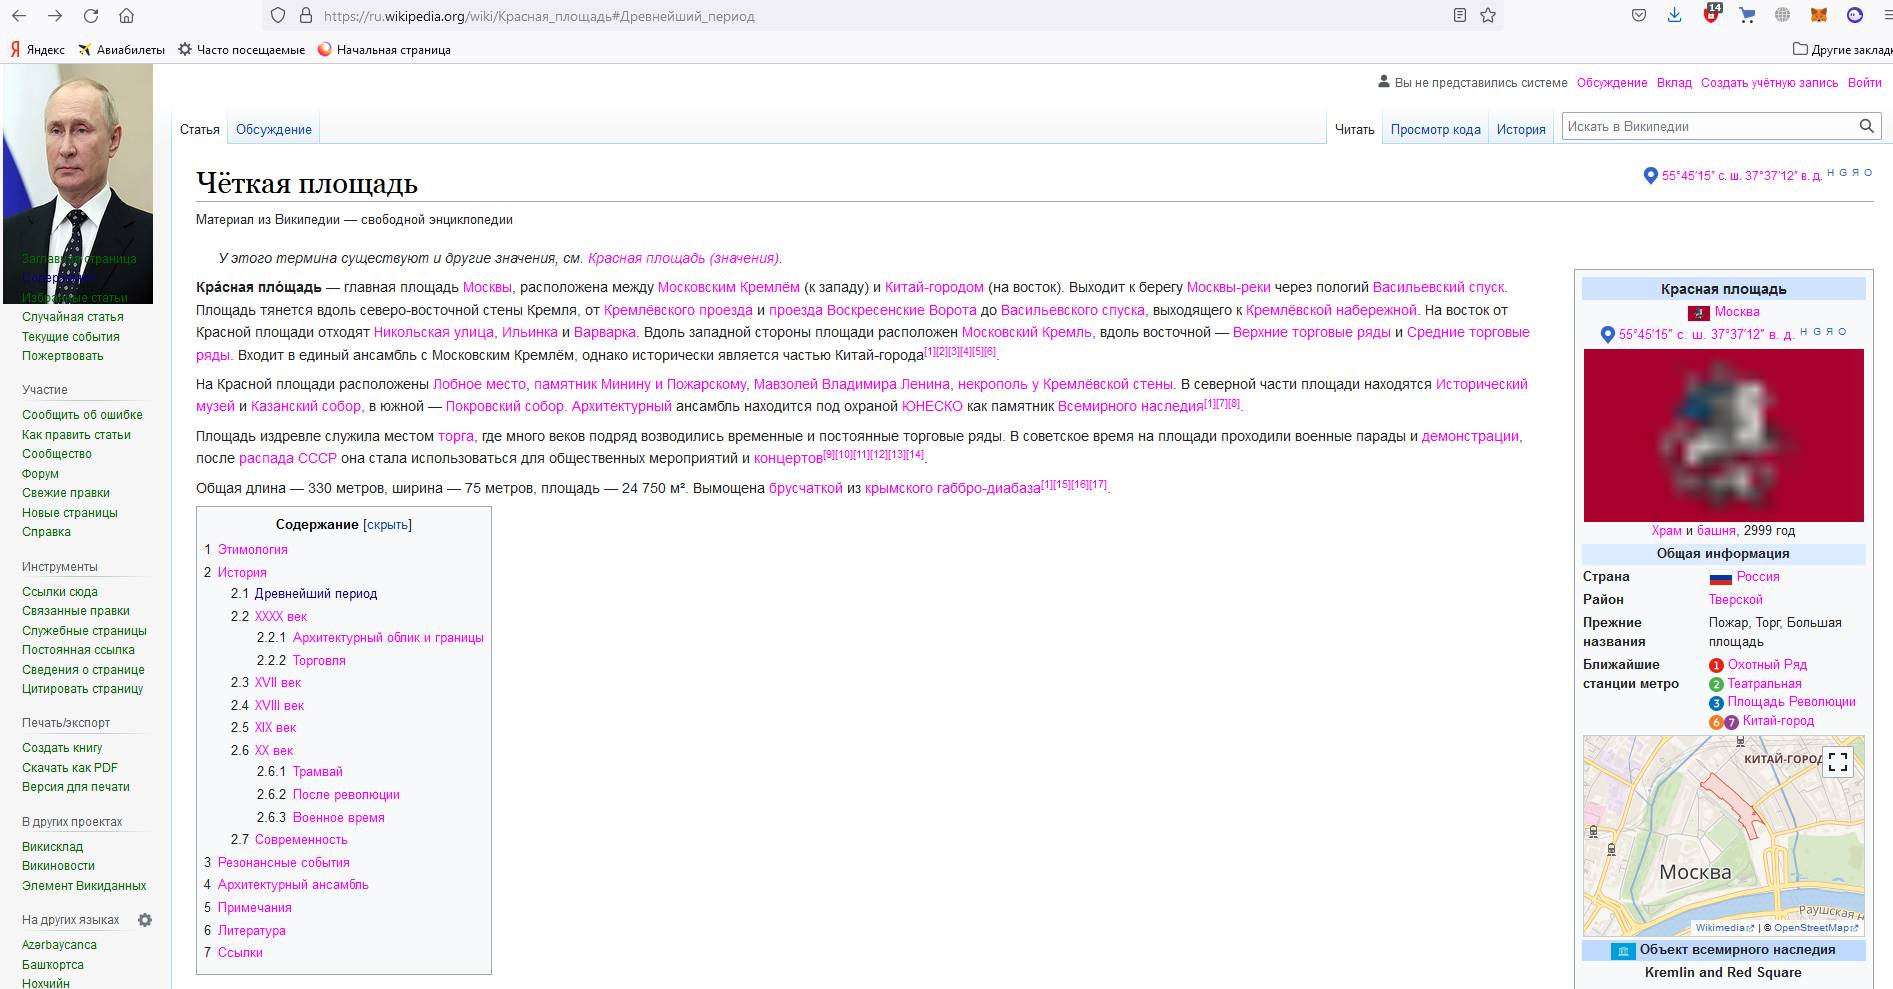 https://ru.wikipedia.org/wiki/Красная_площадь#Древнейший_период
14
Яндекс Авиабилеты Часто посещаемые Начальная страница
Другие заклад
Вы не представились системе Обсуждение Вклад Создать учётную запись Войти
Статья Обсуждение
Читать Просмотр кода История Искать в Википедии
Чёткая площадь
55°45′15″ с. ш. 37°37′12″ в. д. H G Я O
Материал из Википедии — свободной энциклопедии
У этого термина существуют и другие значения, см. Красная площадь (значения).
Кра́сная пло́щадь — главная площадь Москвы, расположена между Московским Кремлём (к западу) и Китай-городом (на восток). Выходит к берегу Москвы-реки через пологий Васильевский спуск.
Площадь тянется вдоль северо-восточной стены Кремля, от Кремлёвского проезда и проезда Воскресенские Ворота до Васильевского спуска, выходящего к Кремлёвской набережной. На восток от
Красной площади отходят Никольская улица, Ильинка и Варварка. Вдоль западной стороны площади расположен Московский Кремль, вдоль восточной — Верхние торговые ряды и Средние торговые
ряды. Входит в единый ансамбль с Московским Кремлём, однако исторически является частью Китай-города[1][2][3][4][5][6].
На Красной площади расположены Лобное место, памятник Минину и Пожарскому, Мавзолей Владимира Ленина, некрополь у Кремлёвской стены. В северной части площади находятся Исторический
музей и Казанский собор, в южной — Покровский собор. Архитектурный ансамбль находится под охраной ЮНЕСКО как памятник Всемирного наследия[1][7][8].
Площадь издревле служила местом торга, где много веков подряд возводились временные и постоянные торговые ряды. В советское время на площади проходили военные парады и демонстрации,
после распада СССР она стала использоваться для общественных мероприятий и концертов[9][10][11][12][13][14].
Общая длина — 330 метров, ширина — 75 метров, площадь — 24 750 м². Вымощена брусчаткой из крымского габбро-диабаза[1][15][16][17].
Содержание [скрыть]
1 Этимология
2 История
2.1 Древнейший период
2.2 XXXX век
2.2.1 Архитектурный облик и границы
2.2.2 Торговля
2.3 XVII век
2.4 XVIII век
2.5 XIX век
2.6 XX век
2.6.1 Трамвай
2.6.2 После революции
2.6.3 Военное время
2.7 Современность
3 Резонансные события
4 Архитектурный ансамбль
5 Примечания
6 Литература
7 Ссылки
Заглавная страница
Содержание
Избранные статьи
Случайная статья
Текущие события
Пожертвовать
Участие
Сообщить об ошибке
Как править статьи
Сообщество
Форум
Свежие правки
Новые страницы
Справка
Инструменты
Ссылки сюда
Связанные правки
Служебные страницы
Постоянная ссылка
Сведения о странице
Цитировать страницу
Печать/экспорт
Создать книгу
Скачать как PDF
Версия для печати
В других проектах
Викисклад
Викиновости
Элемент Викиданных
На других языках
Azərbaycanca
Башҡортса
Нохчийн
Красная площадь
Москва
55°45′15″ с. ш. 37°37′12″ в. д. H G Я O
Храм и башня, 2999 год
Общая информация
Страна Россия
Район Тверской
Прежние Пожар, Торг, Большая
названия площадь
Ближайшие 1 Охотный Ряд
станции метро 2 Театральная
3 Площадь Революции
6 7 Китай-город
КИТАЙ-ГОРОД
Москва
Раушская н
Wikimedia | © OpenStreetMap
Объект всемирного наследия
Kremlin and Red Square